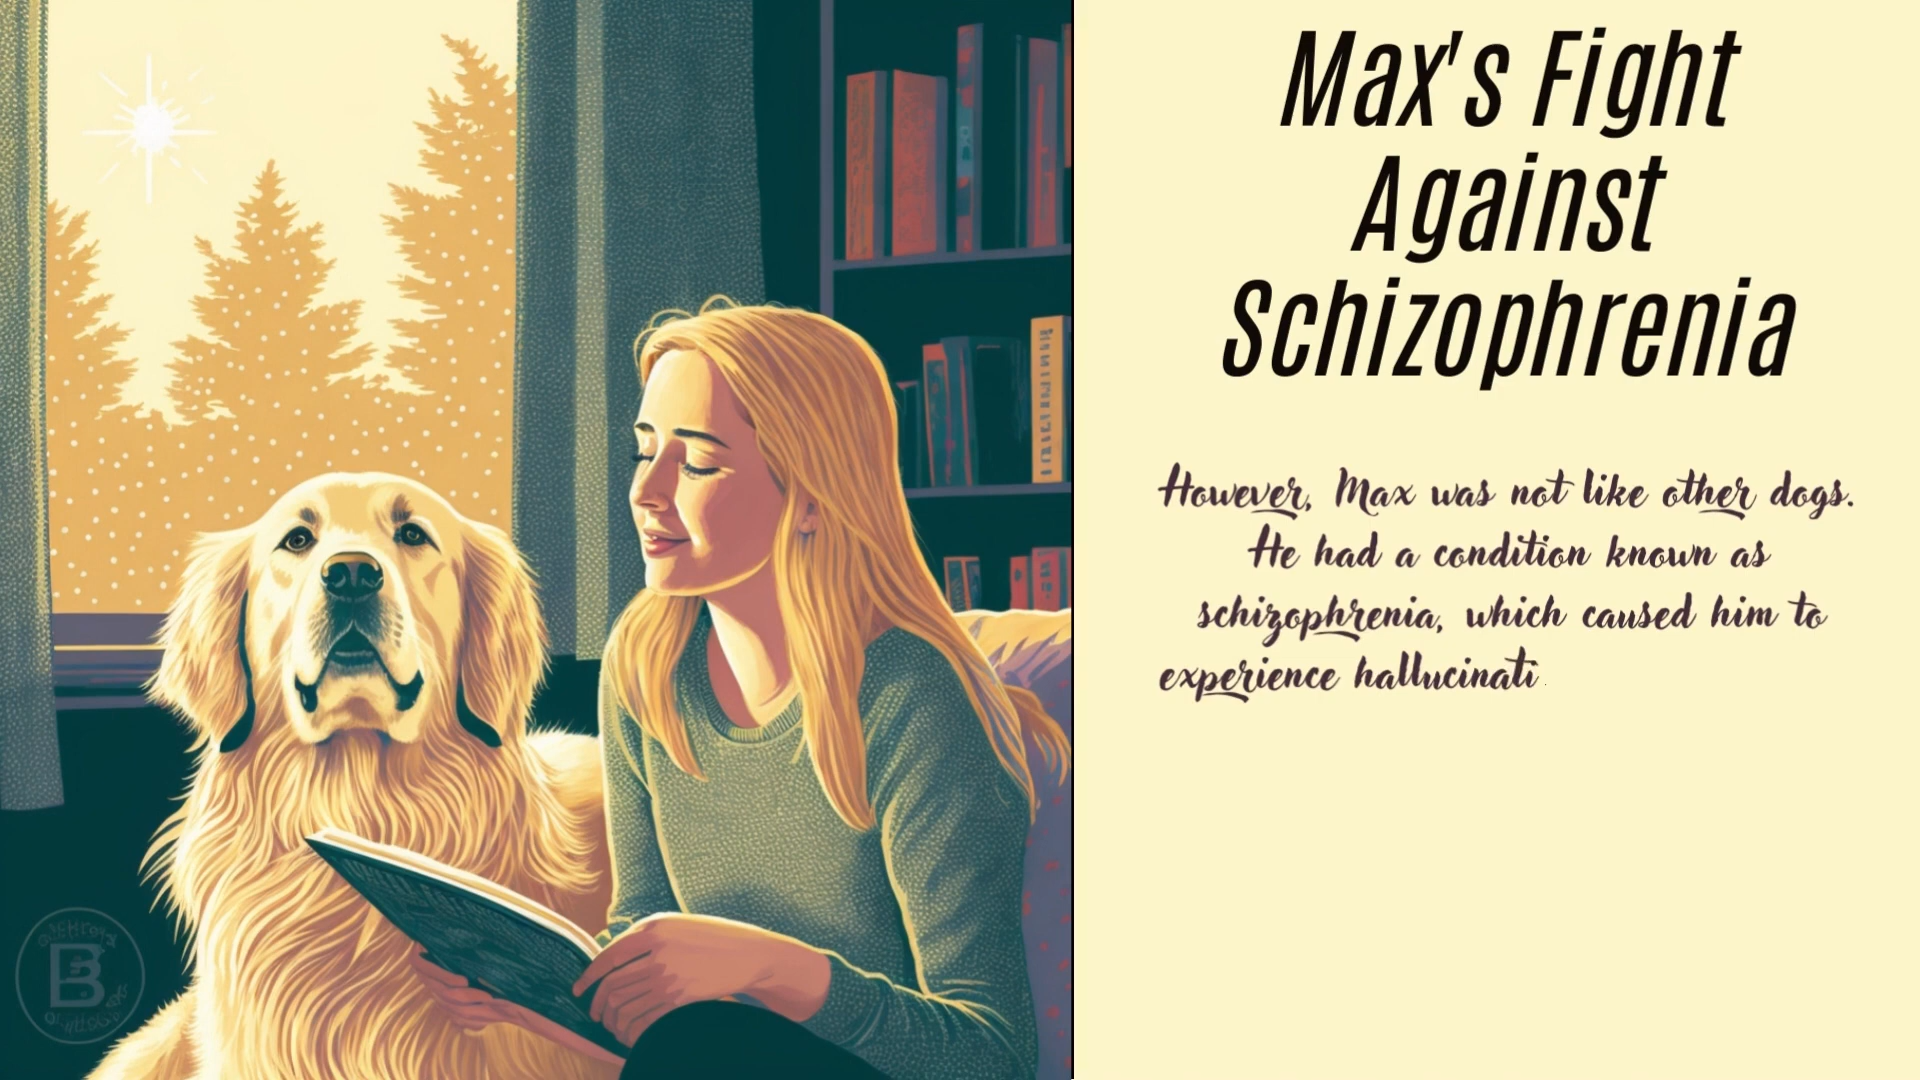 Max's Fight
Against
Schizophrenia
However, Max was not like other dogs.
He had a condition known as
schizophrenia, which caused him to
experience hallucinati
B